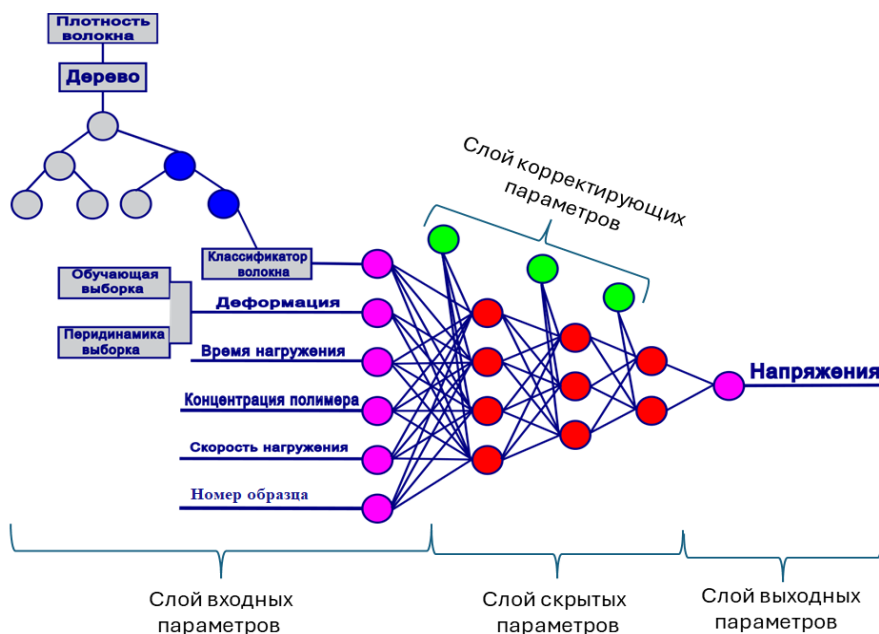 Плотность
волокна
Дерево
Слой корректирующих
параметров
Классификатор
волокна
Обучающая
выборка
Деформация
Перидинамика
выборка
Время нагружения
Концентрация полимера
Скорость нагружения
Номер образца
Напряжения
Слой входных
параметров
Слой скрытых
параметров
Слой выходных
параметров